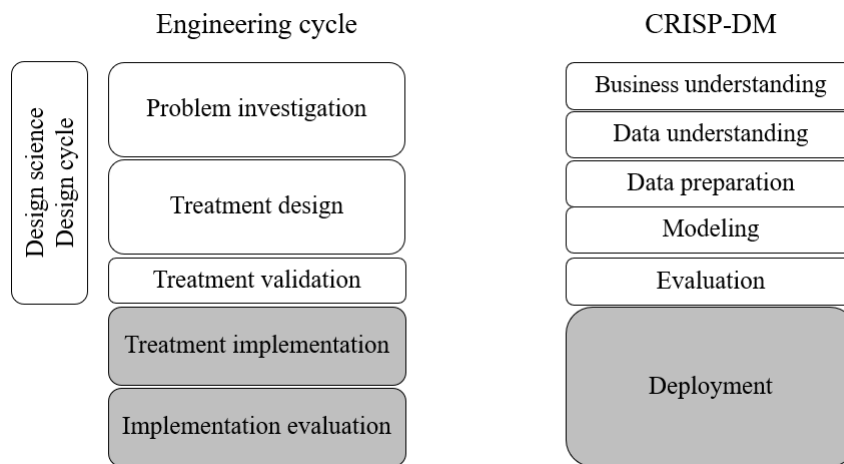 Engineering cycle
CRISP-DM
Design science
Design cycle
Problem investigation
Treatment design
Treatment validation
Treatment implementation
Implementation evaluation
Business understanding
Data understanding
Data preparation
Modeling
Evaluation
Deployment